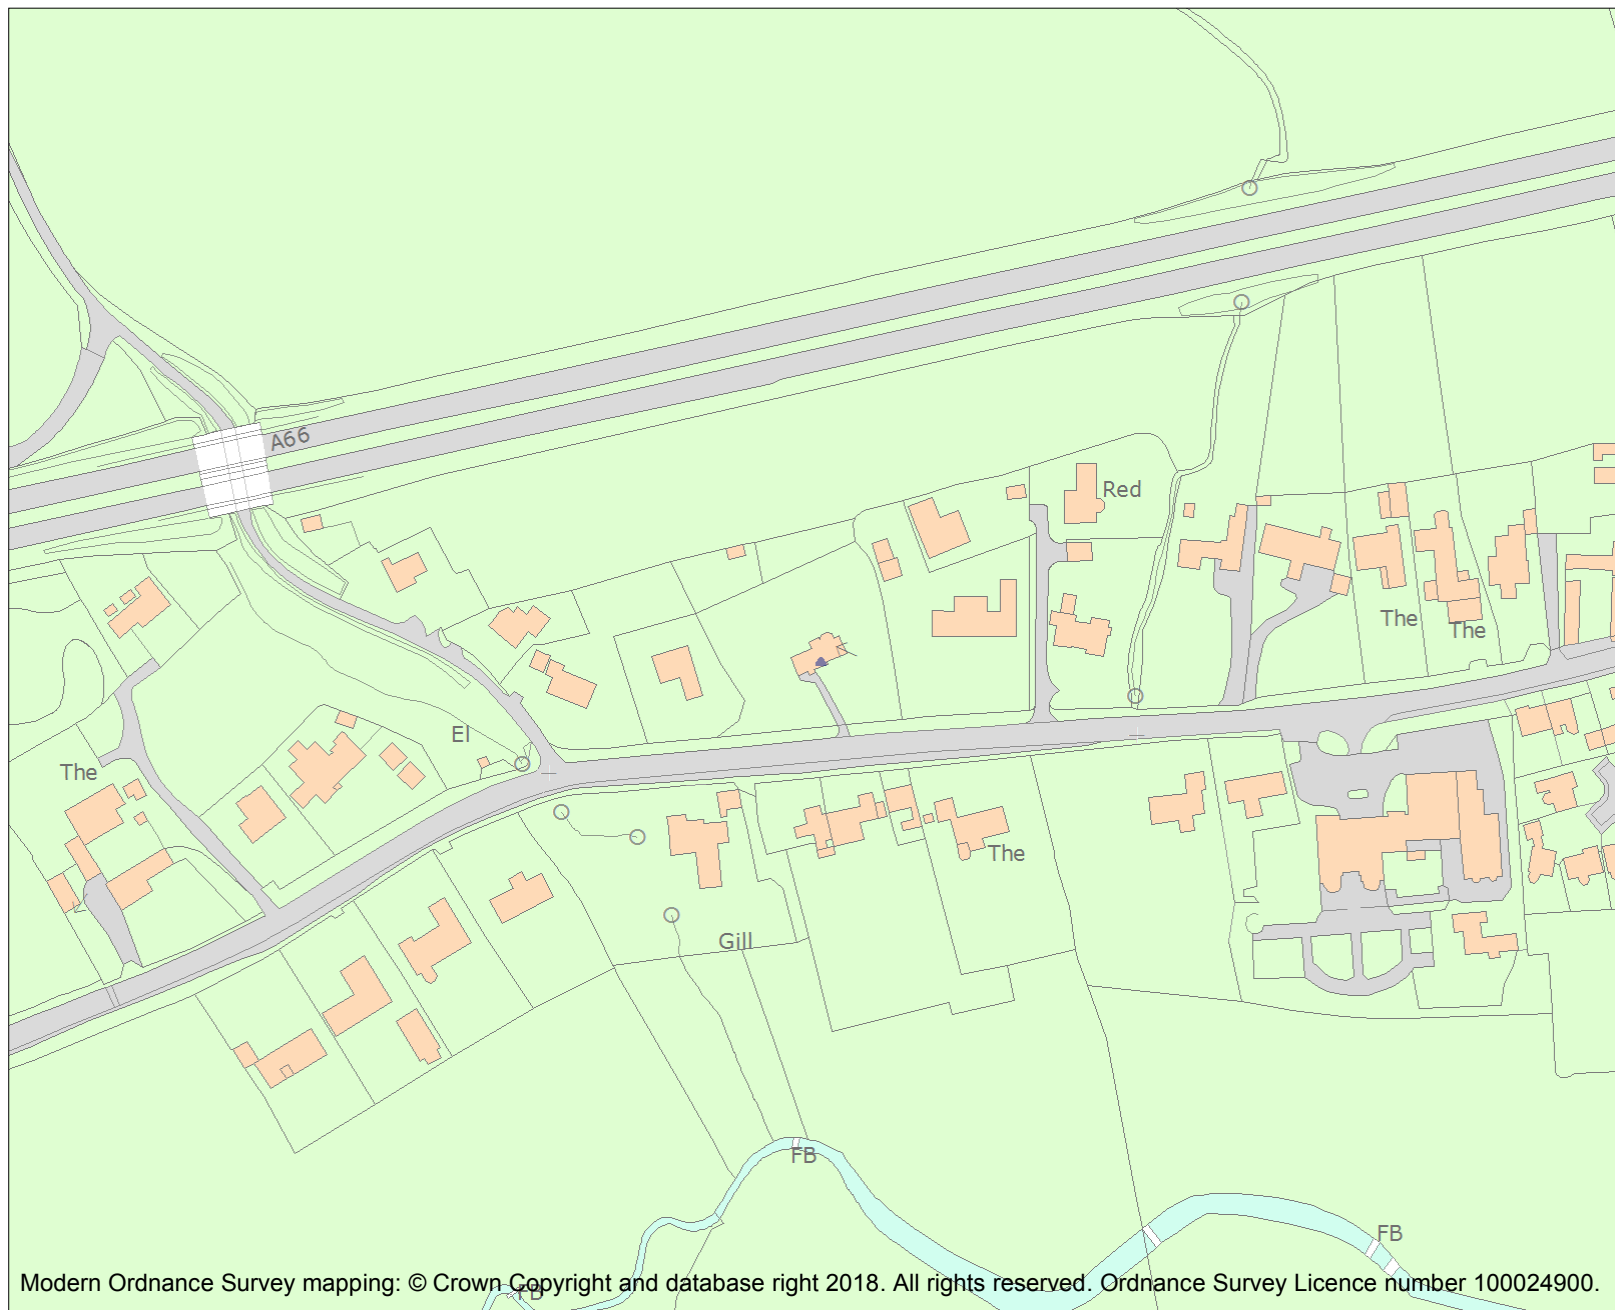 A66
Red
The
The
El
The
The
Gill
FB
FB
FB
Modern Ordnance Survey mapping: © Crown Copyright and database right 2018. All rights reserved. Ordnance Survey Licence number 100024900.